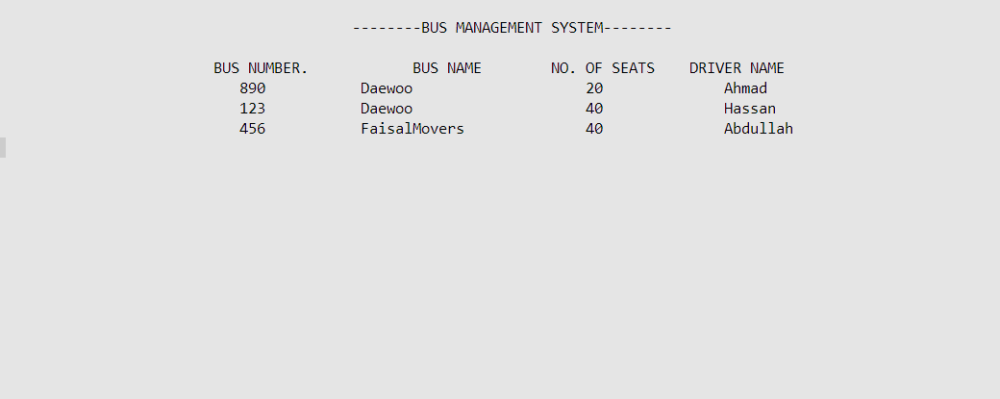 --------BUS MANAGEMENT SYSTEM--------
BUS NUMBER. BUS NAME NO. OF SEATS DRIVER NAME
890 Daewoo 20 Ahmad
123 Daewoo 40 Hassan
456 FaisalMovers 40 Abdullah